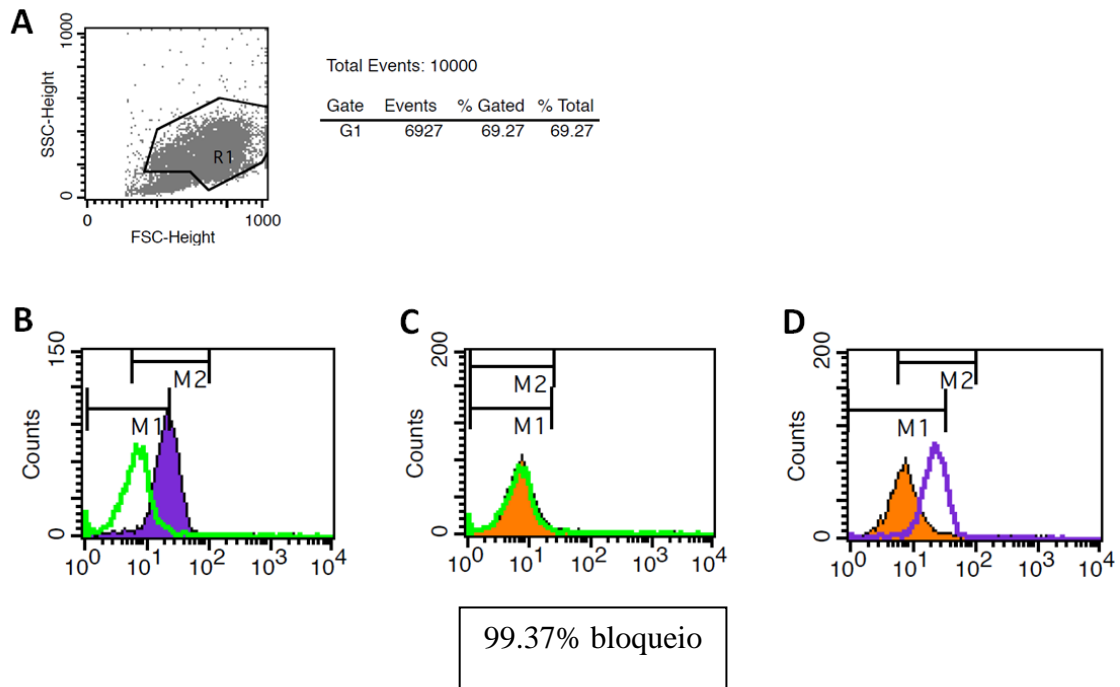 A
1000
SSC-Height
0
R1
0
1000
FSC-Height
Total Events: 10000
Gate Events % Gated % Total
G1 6927 69.27 69.27
B
150
Counts
0
M2
M1
10⁰ 10¹ 10² 10³ 10⁴
C
200
Counts
0
M2
M1
10⁰ 10¹ 10² 10³ 10⁴
D
200
Counts
0
M2
M1
10⁰ 10¹ 10² 10³ 10⁴
99.37% bloqueio